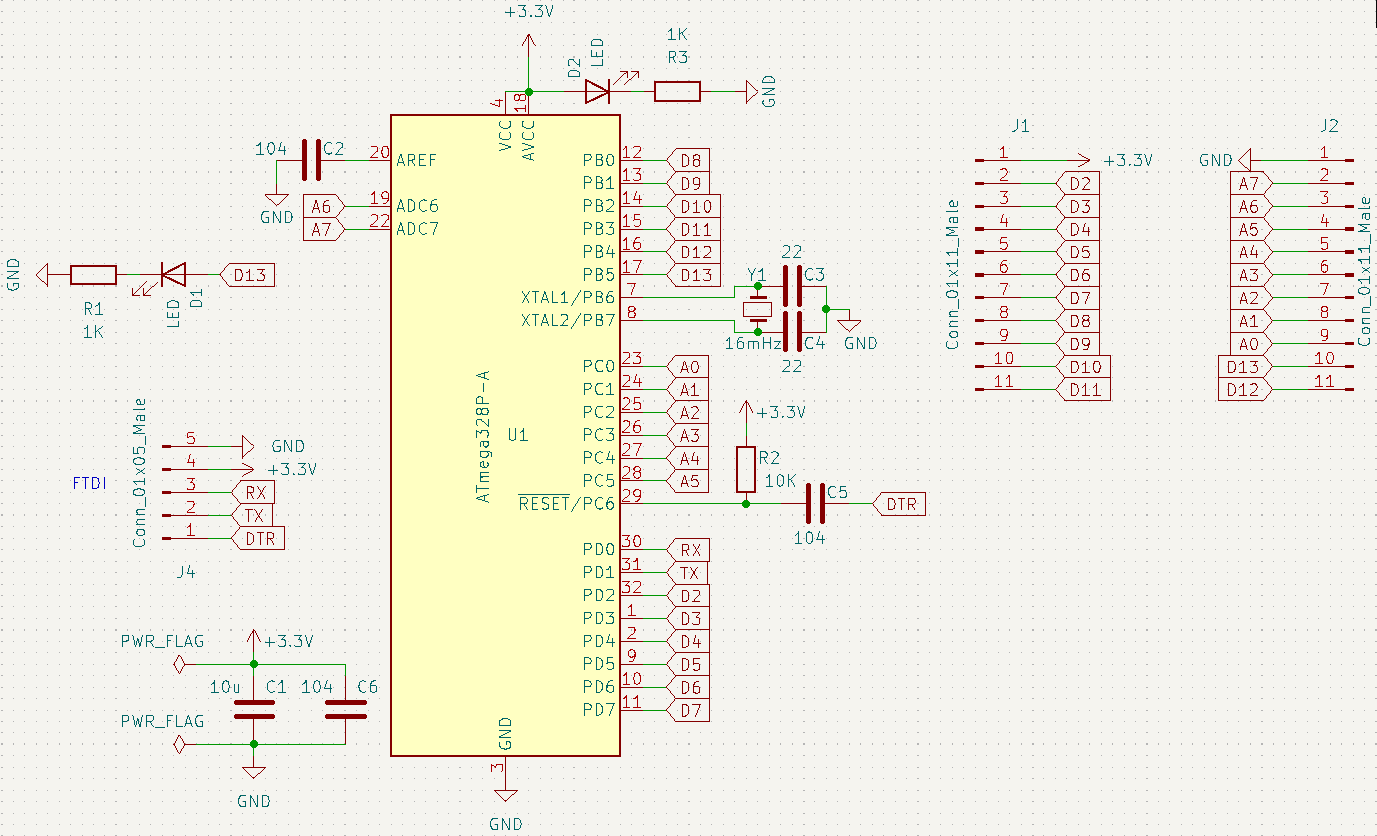 +3.3V
D2
LED
1K
R3
GND
4
18
VCC
AVCC
104
C2
20
AREF
GND
A6
19
ADC6
A7
22
ADC7
GND
R1
1K
LED
D1
D13
PB0
12
D8
PB1
13
D9
PB2
14
D10
PB3
15
D11
PB4
16
D12
PB5
17
D13
XTAL1/PB6
7
XTAL2/PB7
8
Y1
16mHz
22
C3
C4
22
GND
PC0
23
A0
PC1
24
A1
PC2
25
A2
PC3
26
A3
PC4
27
A4
PC5
28
A5
RESET/PC6
29
+3.3V
R2
10K
C5
104
DTR
PD0
30
RX
PD1
31
TX
PD2
32
D2
PD3
1
D3
PD4
2
D4
PD5
9
D5
PD6
10
D6
PD7
11
D7
ATmega328P-A
U1
GND
3
GND
FTDI
Conn_01x05_Male
5
GND
4
+3.3V
3
RX
2
TX
1
DTR
J4
PWR_FLAG
+3.3V
10u
C1
104
C6
PWR_FLAG
GND
J1
Conn_01x11_Male
1
+3.3V
2
D2
3
D3
4
D4
5
D5
6
D6
7
D7
8
D8
9
D9
10
D10
11
D11
J2
Conn_01x11_Male
GND
1
A7
2
A6
3
A5
4
A4
5
A3
6
A2
7
A1
8
A0
9
D13
10
D12
11